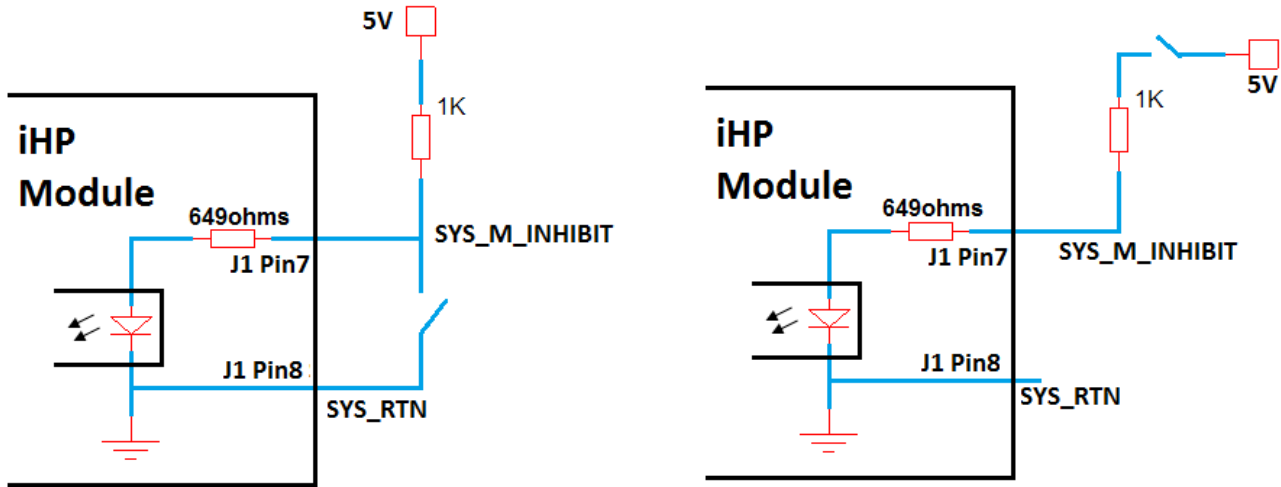 5V
1K
iHP
Module
649ohms
J1 Pin7
SYS_M_INHIBIT
J1 Pin8
SYS_RTN
5V
1K
iHP
Module
649ohms
J1 Pin7
SYS_M_INHIBIT
J1 Pin8
SYS_RTN